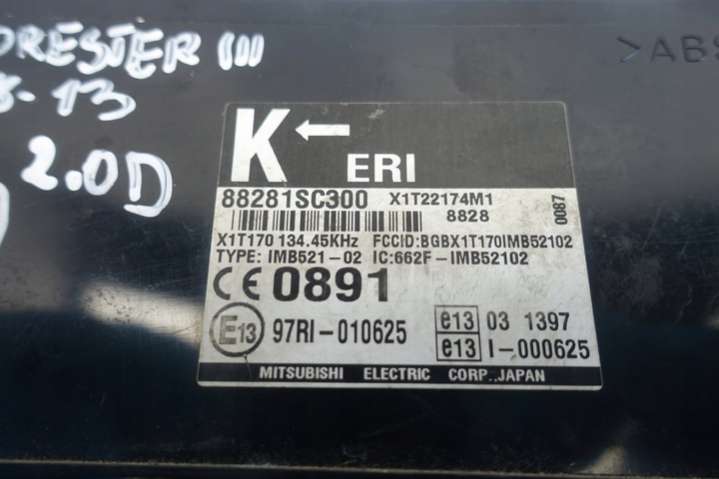 ORESTER III
-13
2.0D
>ABS
K ← ERI
88281SC300 X1T22174M1
8828
0087
X1T170 134.45KHz FCCID:BGBX1T170IMB52102
TYPE: IMB521-02 IC:662F-IMB52102
CE 0891
E13 97RI-010625
e13 03 1397
e13 I-000625
MITSUBISHI ELECTRIC CORP.,JAPAN